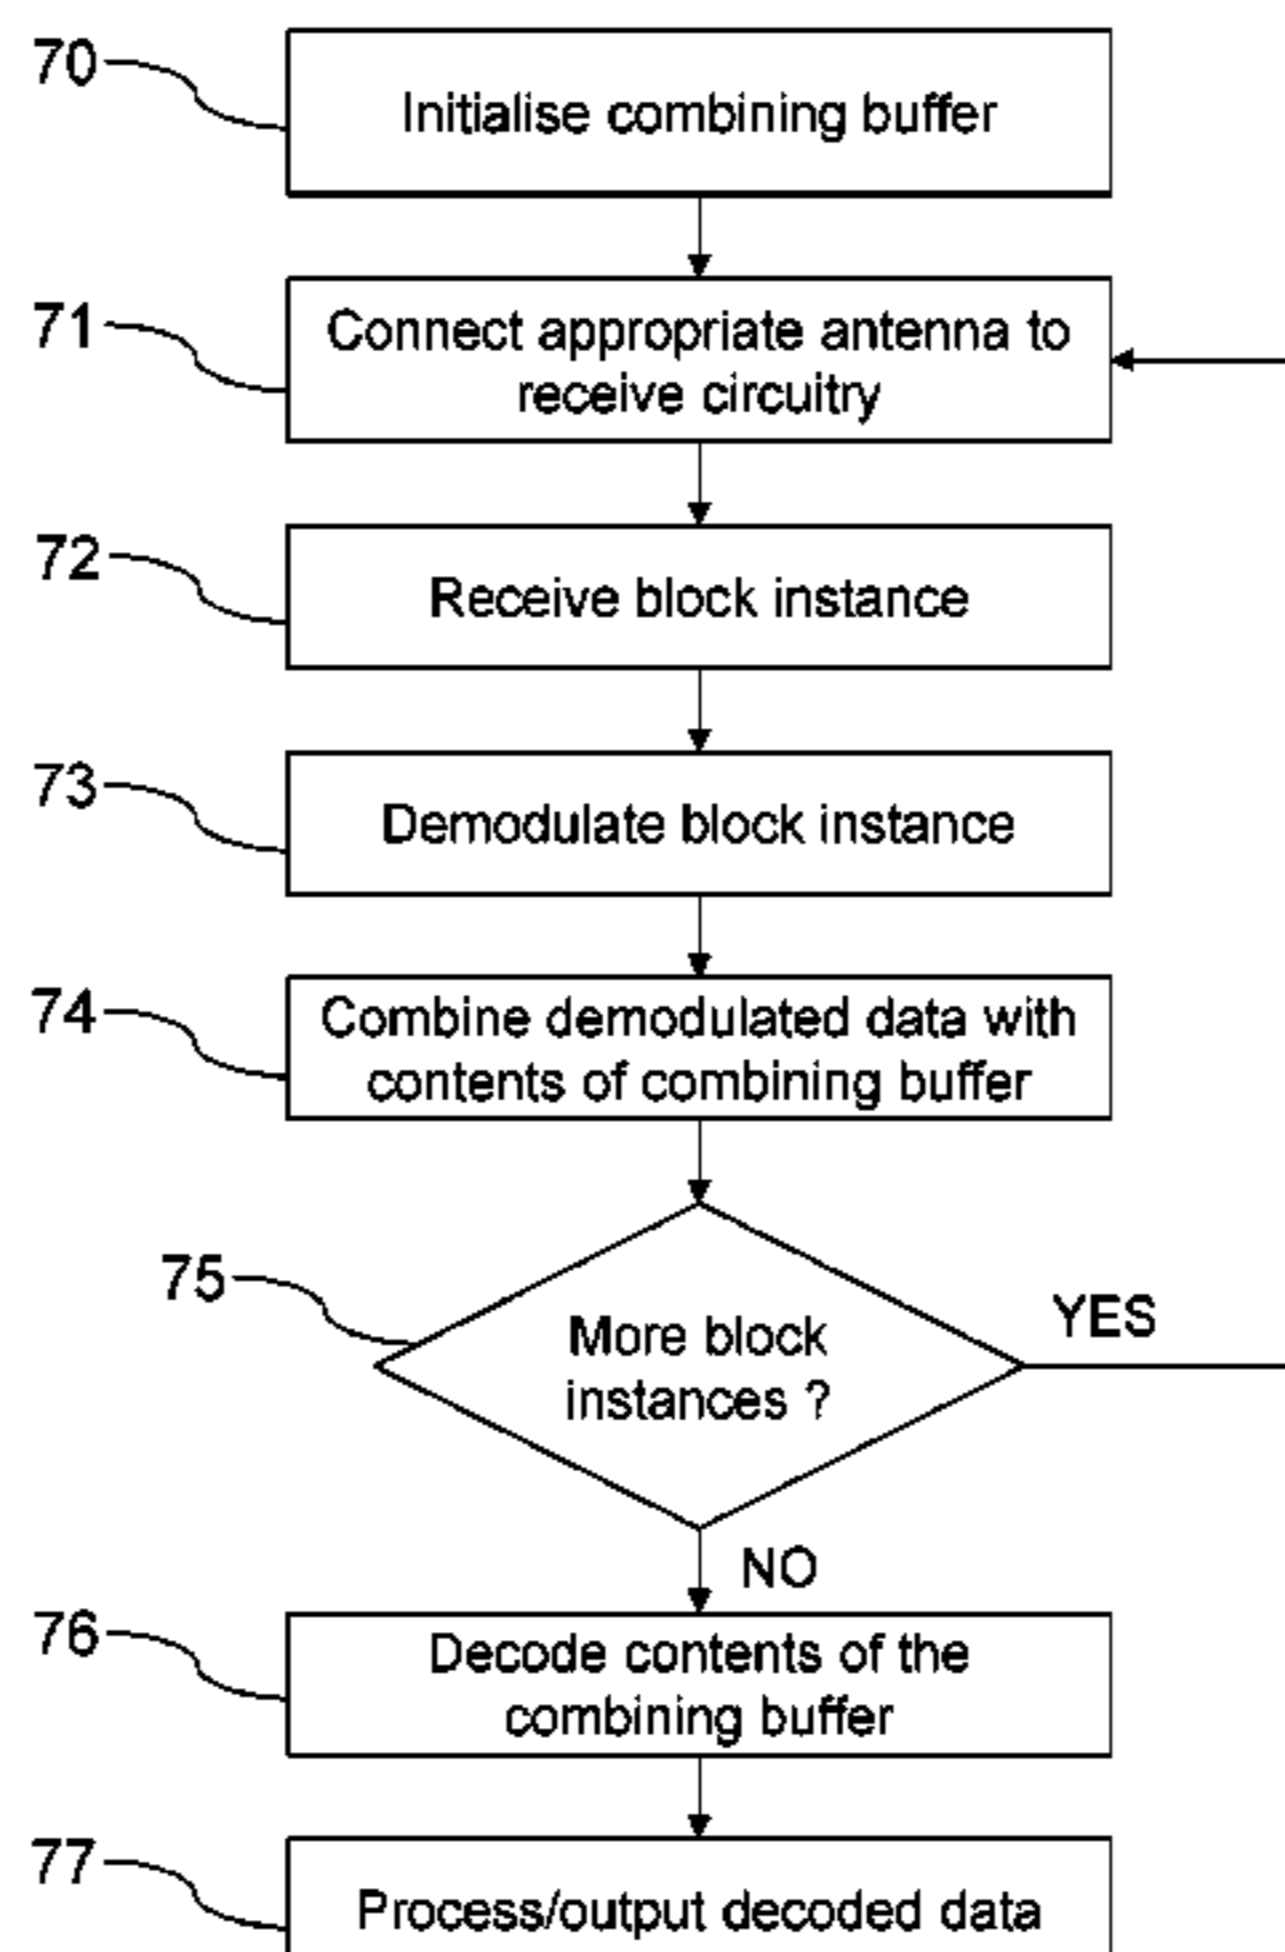 70
Initialise combining buffer
71
Connect appropriate antenna to
receive circuitry
72
Receive block instance
73
Demodulate block instance
74
Combine demodulated data with
contents of combining buffer
75
More block
instances ?
YES
NO
76
Decode contents of the
combining buffer
77
Process/output decoded data